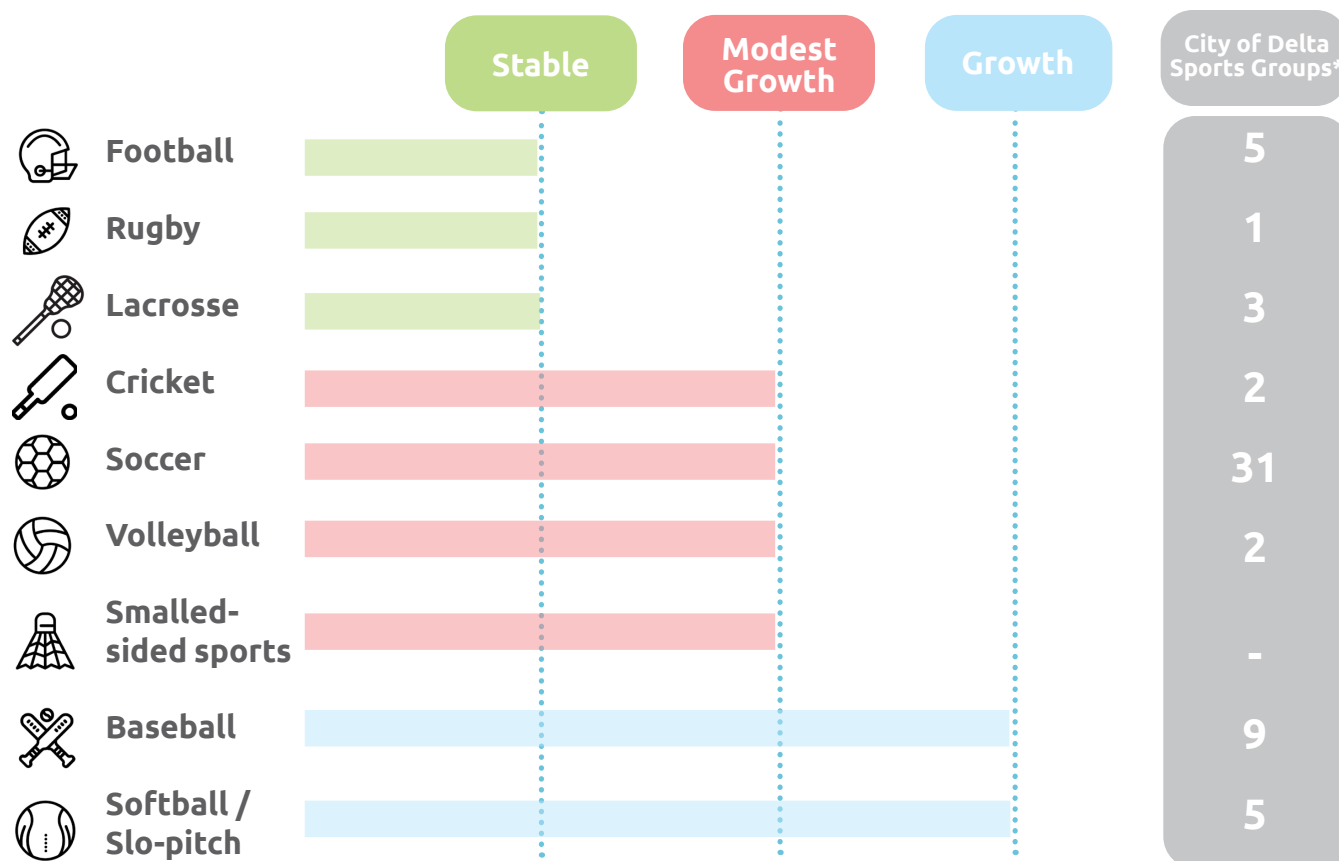 Stable
Modest
Growth
Growth
City of Delta
Sports Groups*
Football
5
Rugby
1
Lacrosse
3
Cricket
2
Soccer
31
Volleyball
2
Smalled-
sided sports
-
Baseball
9
Softball /
Slo-pitch
5